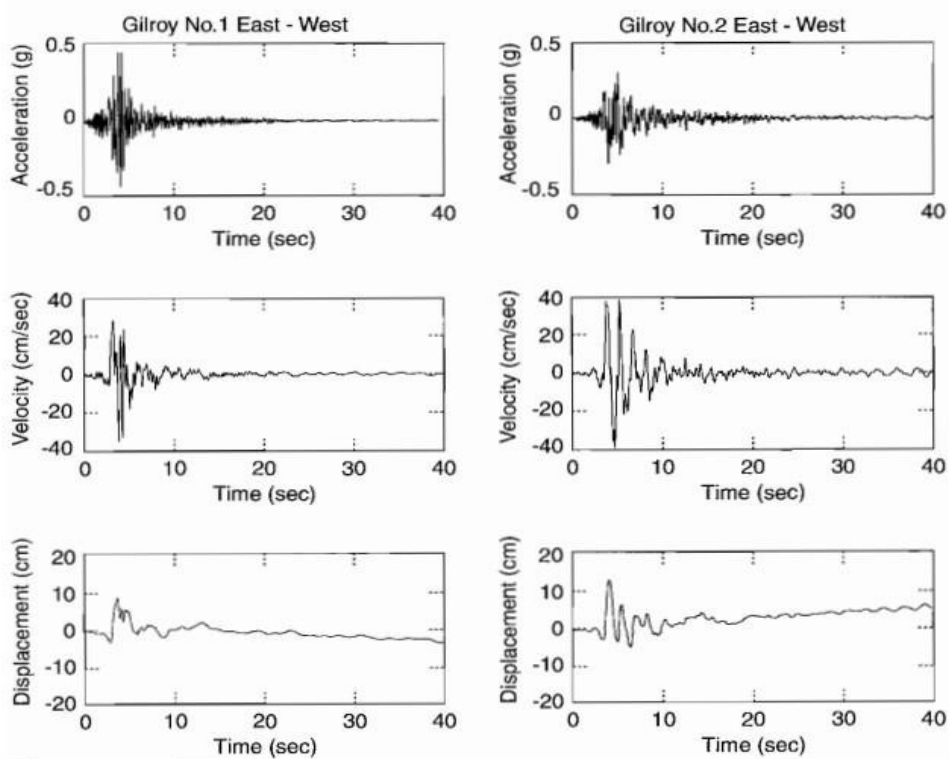 Gilroy No.1 East - West
Acceleration (g)
0.5
0
-0.5
0 10 20 30 40
Time (sec)
Gilroy No.2 East - West
Acceleration (g)
0.5
0
-0.5
0 10 20 30 40
Time (sec)
Velocity (cm/sec)
40
20
0
-20
-40
0 10 20 30 40
Time (sec)
Velocity (cm/sec)
40
20
0
-20
-40
0 10 20 30 40
Time (sec)
Displacement (cm)
20
10
0
-10
-20
0 10 20 30 40
Time (sec)
Displacement (cm)
20
10
0
-10
-20
0 10 20 30 40
Time (sec)